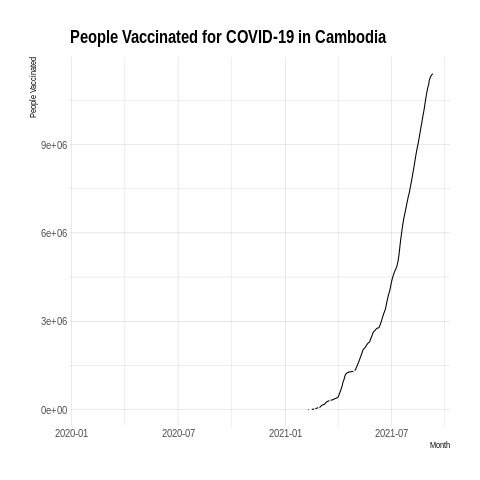 People Vaccinated for COVID-19 in Cambodia
People Vaccinated
9e+06
6e+06
3e+06
0e+00
2020-01 2020-07 2021-01 2021-07
Month